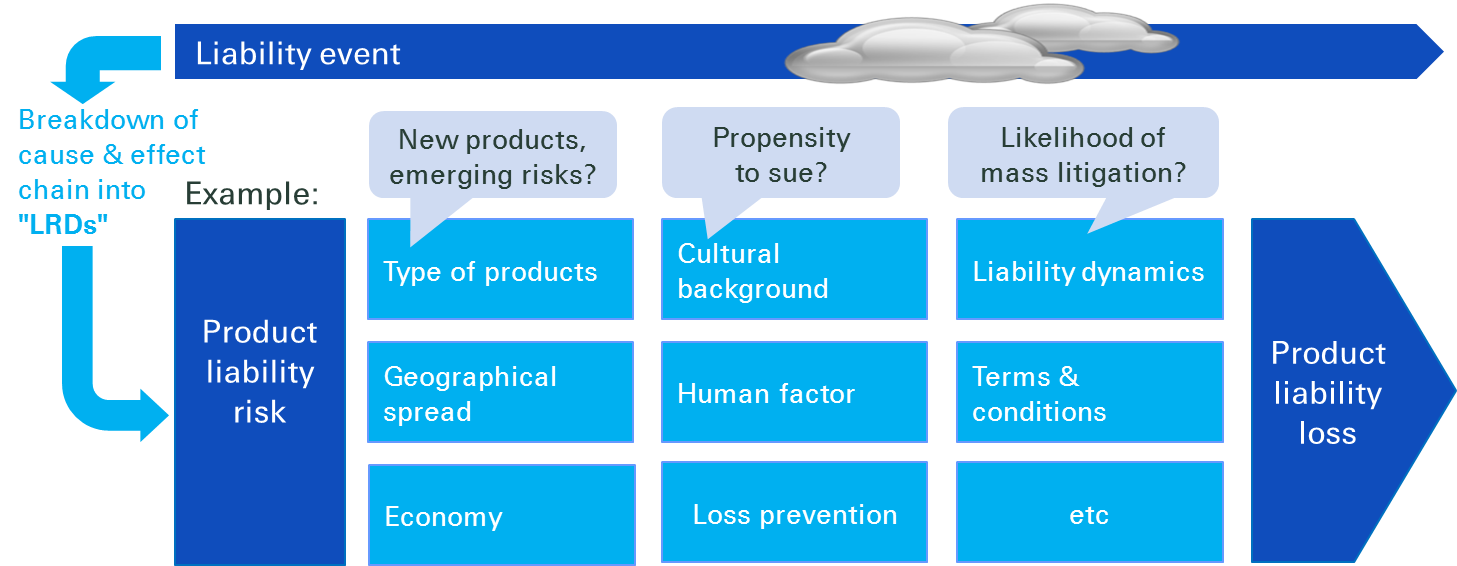 Liability event
Breakdown of
cause & effect
chain into
"LRDs"
Example:
New products,
emerging risks?
Propensity
to sue?
Likelihood of
mass litigation?
Product
liability
risk
Type of products
Cultural
background
Liability dynamics
Geographical
spread
Human factor
Terms &
conditions
Economy
Loss prevention
etc
Product
liability
loss